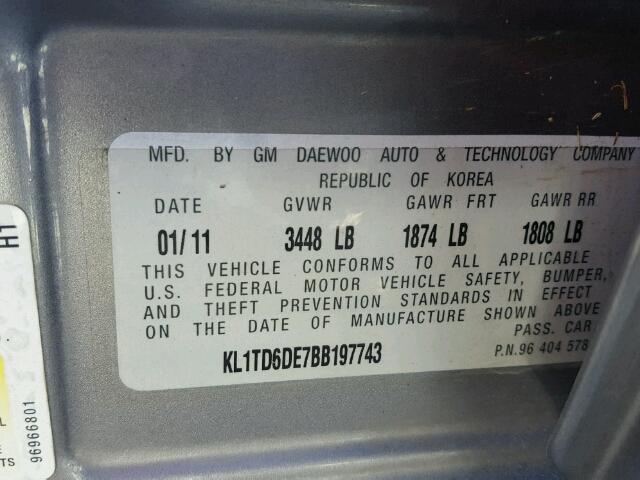 MFD. BY GM DAEWOO AUTO & TECHNOLOGY COMPANY
REPUBLIC OF KOREA
DATE GVWR GAWR FRT GAWR RR
01/11 3448 LB 1874 LB 1808 LB
THIS VEHICLE CONFORMS TO ALL APPLICABLE
U.S. FEDERAL MOTOR VEHICLE SAFETY, BUMPER,
AND THEFT PREVENTION STANDARDS IN EFFECT
ON THE DATE OF MANUFACTURE SHOWN ABOVE
PASS. CAR
KL1TD6DE7BB197743 P.N.96 404 578
H1
96966801